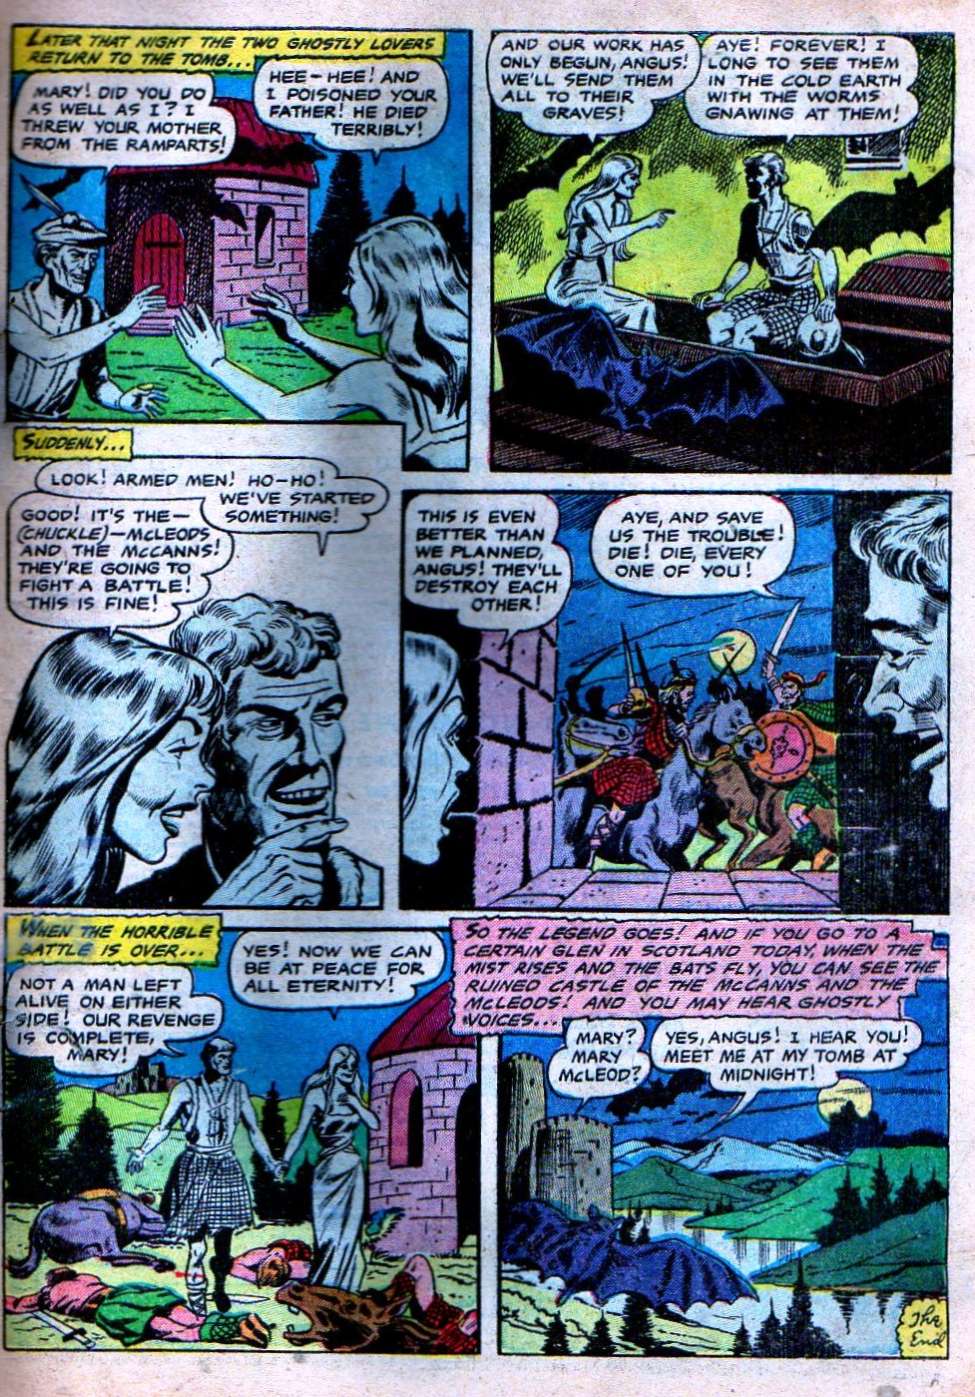 LATER THAT NIGHT THE TWO GHOSTLY LOVERS
RETURN TO THE TOMB...
MARY! DID YOU DO
AS WELL AS I? I
THREW YOUR MOTHER
FROM THE RAMPARTS!
HEE-HEE! AND
I POISONED YOUR
FATHER! HE DIED
TERRIBLY!
AND OUR WORK HAS
ONLY BEGUN, ANGUS!
WE'LL SEND THEM
ALL TO THEIR
GRAVES!
AYE! FOREVER! I
LONG TO SEE THEM
IN THE COLD EARTH
WITH THE WORMS
GNAWING AT THEM!
SUDDENLY...
LOOK! ARMED MEN! HO-HO!
WE'VE STARTED
SOMETHING!
GOOD! IT'S THE-
(CHUCKLE)-McLEODS
AND THE McCANNS!
THEY'RE GOING TO
FIGHT A BATTLE!
THIS IS FINE!
THIS IS EVEN
BETTER THAN
WE PLANNED,
ANGUS! THEY'LL
DESTROY EACH
OTHER!
AYE, AND SAVE
US THE TROUBLE!
DIE! DIE, EVERY
ONE OF YOU!
WHEN THE HORRIBLE
BATTLE IS OVER...
NOT A MAN LEFT
ALIVE ON EITHER
SIDE! OUR REVENGE
IS COMPLETE,
MARY!
YES! NOW WE CAN
BE AT PEACE FOR
ALL ETERNITY!
SO THE LEGEND GOES! AND IF YOU GO TO A
CERTAIN GLEN IN SCOTLAND TODAY, WHEN THE
MIST RISES AND THE BATS FLY, YOU CAN SEE THE
RUINED CASTLE OF THE McCANNS AND THE
McLEODS! AND YOU MAY HEAR GHOSTLY
VOICES...
MARY?
MARY
McLEOD?
YES, ANGUS! I HEAR YOU!
MEET ME AT MY TOMB AT
MIDNIGHT!
The
End